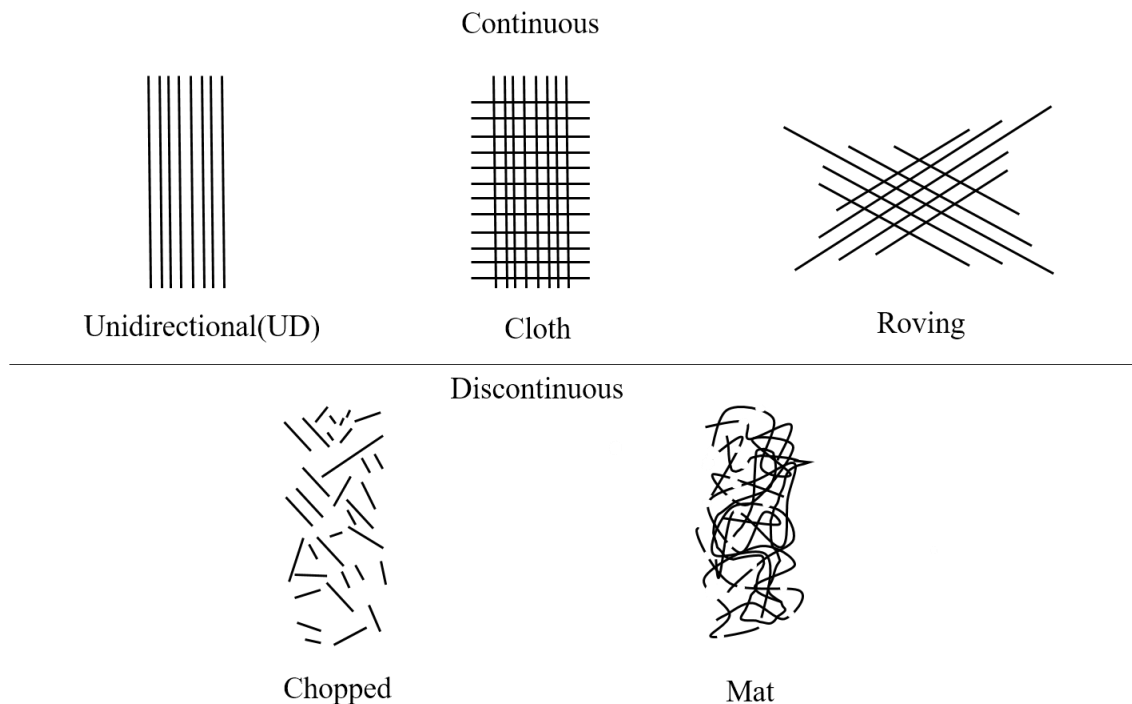 Continuous
Unidirectional(UD)
Cloth
Roving
Discontinuous
Chopped
Mat